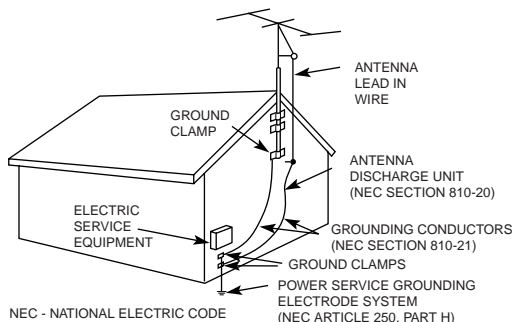 ANTENNA
LEAD IN
WIRE
GROUND
CLAMP
ANTENNA
DISCHARGE UNIT
(NEC SECTION 810-20)
ELECTRIC
SERVICE
EQUIPMENT
GROUNDING CONDUCTORS
(NEC SECTION 810-21)
GROUND CLAMPS
POWER SERVICE GROUNDING
ELECTRODE SYSTEM
(NEC ARTICLE 250, PART H)
NEC - NATIONAL ELECTRIC CODE